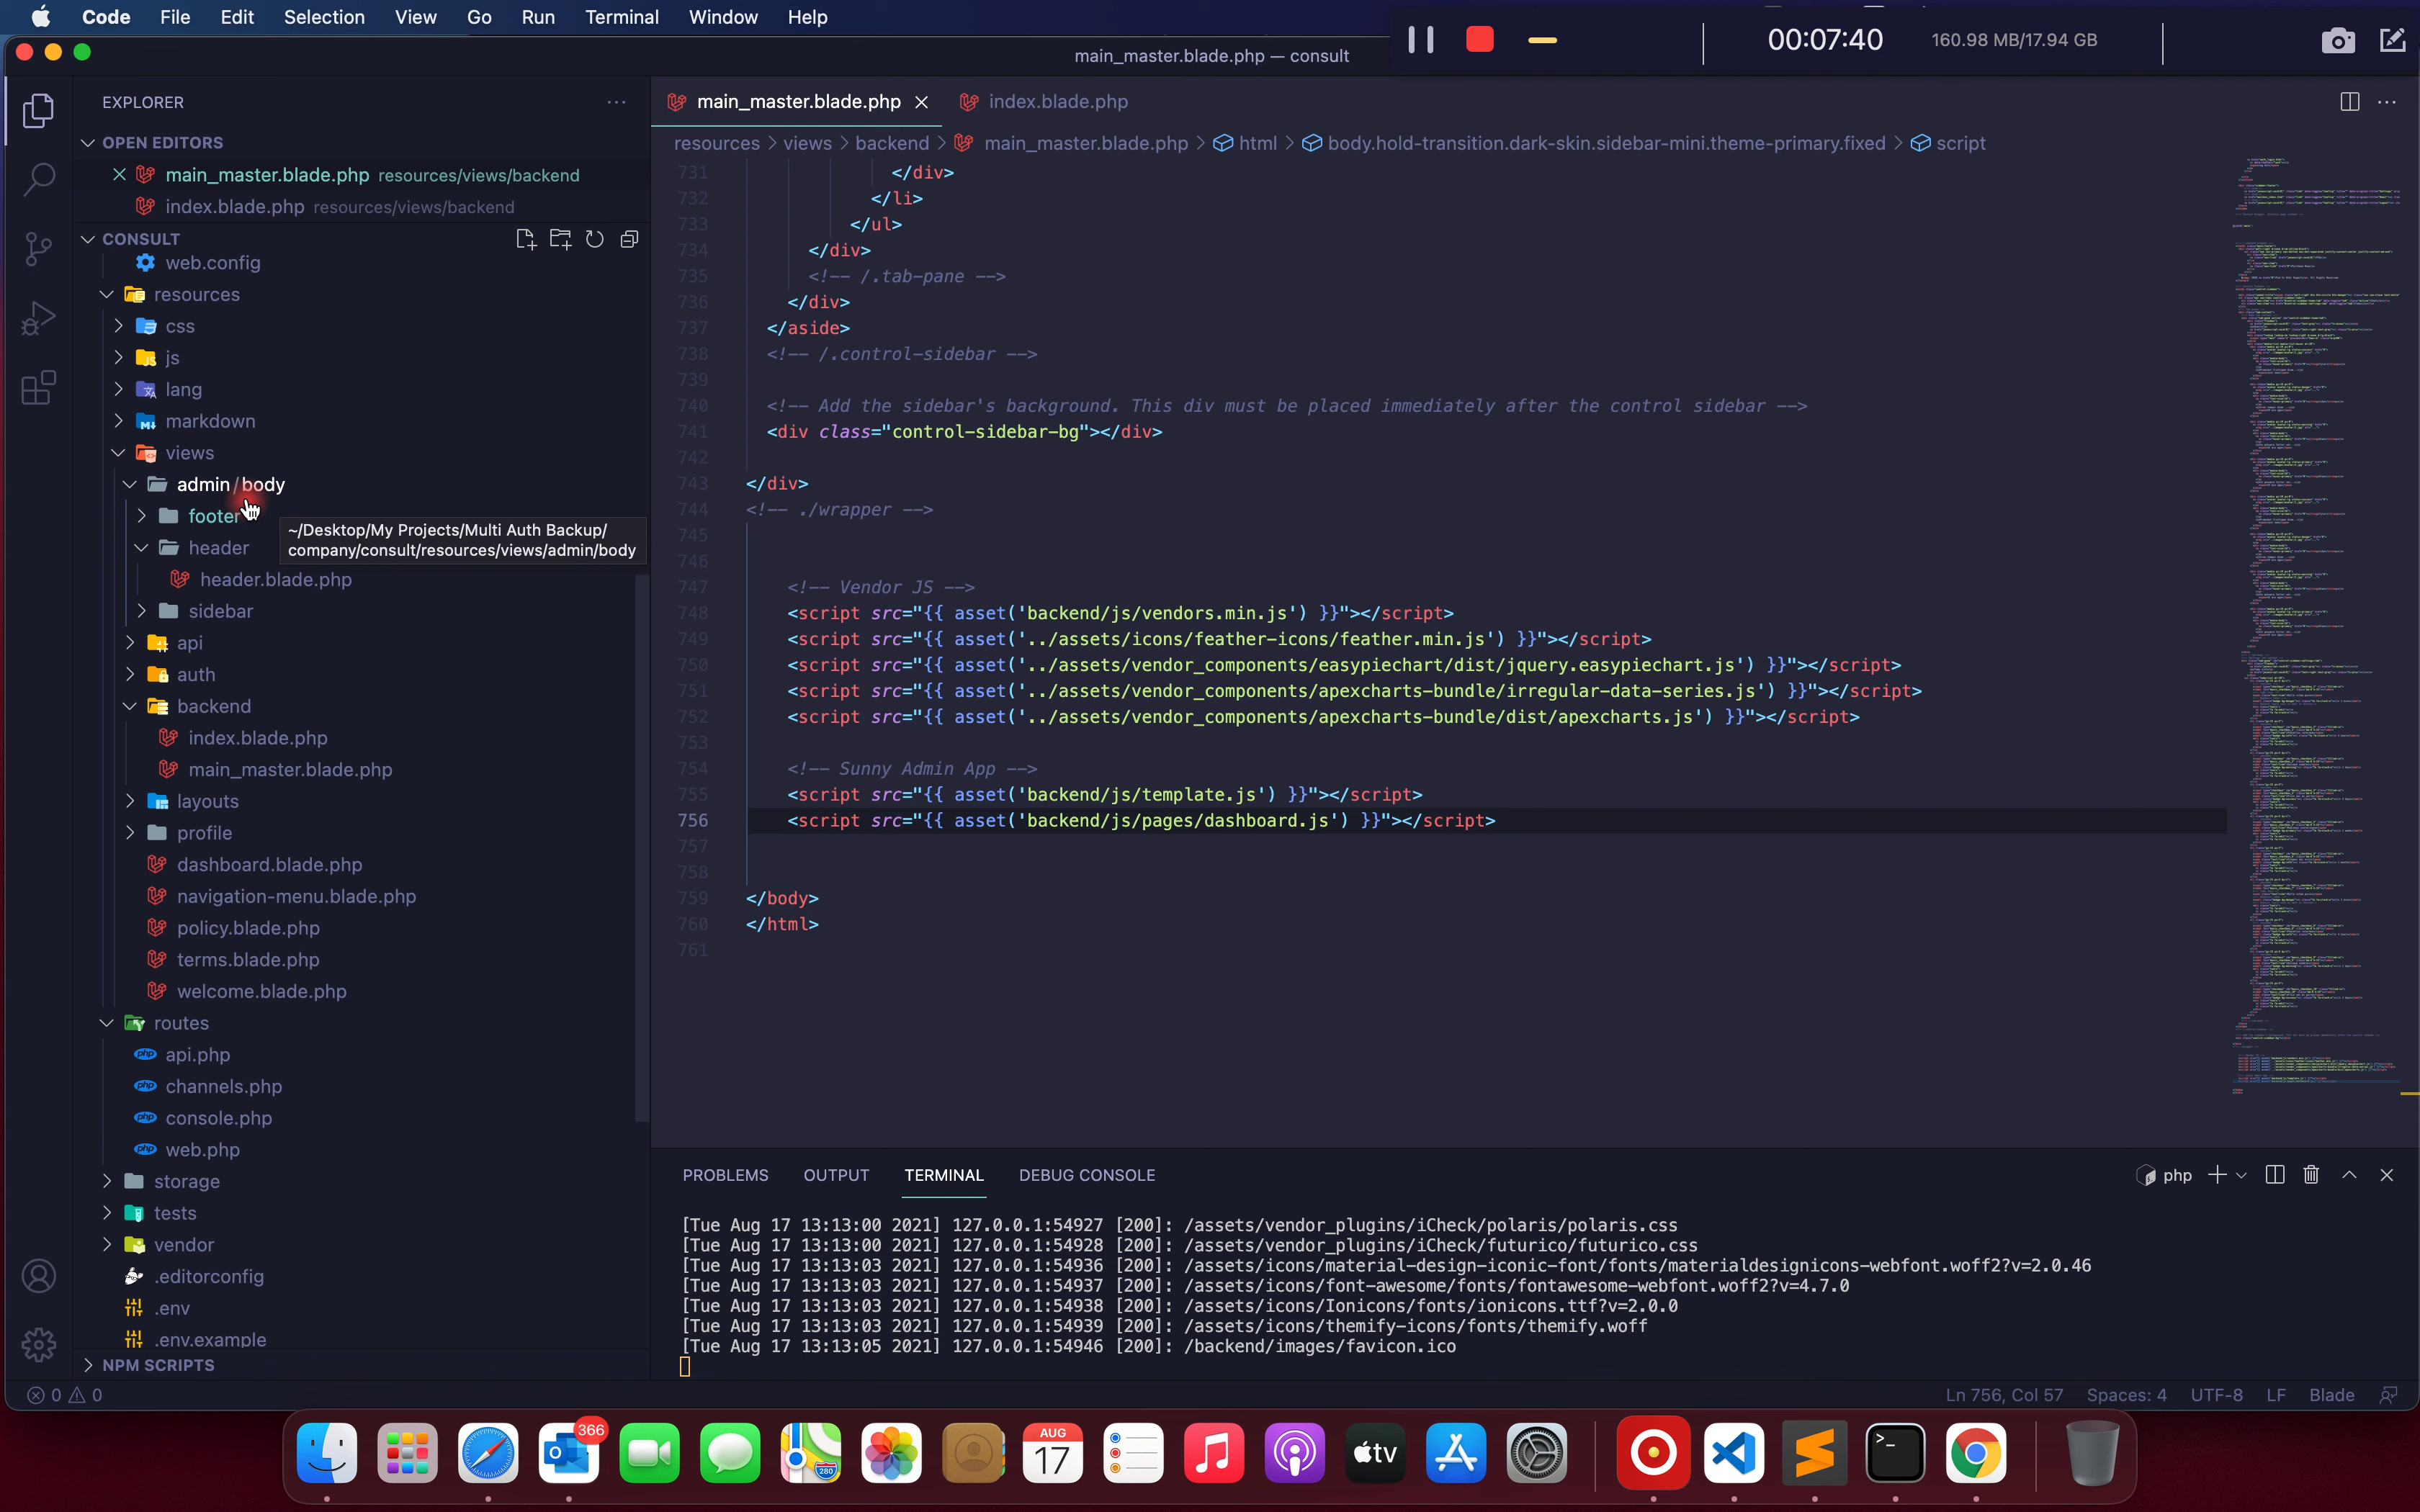 Code File Edit Selection View Go Run Terminal Window Help
00:07:40 160.98 MB/17.94 GB
main_master.blade.php — consult
EXPLORER
OPEN EDITORS
main_master.blade.php resources/views/backend
index.blade.php resources/views/backend
CONSULT
web.config
resources
css
js
lang
markdown
views
admin / body
footer
~/Desktop/My Projects/Multi Auth Backup/
company/consult/resources/views/admin/body
header
header.blade.php
sidebar
api
auth
backend
index.blade.php
main_master.blade.php
layouts
profile
dashboard.blade.php
navigation-menu.blade.php
policy.blade.php
terms.blade.php
welcome.blade.php
routes
api.php
channels.php
console.php
web.php
storage
tests
vendor
.editorconfig
.env
.env.example
NPM SCRIPTS
main_master.blade.php index.blade.php
resources > views > backend > main_master.blade.php > html > body.hold-transition.dark-skin.sidebar-mini.theme-primary.fixed > script
731 </div>
732 </li>
733 </ul>
734 </div>
735 <!-- /.tab-pane -->
736 </div>
737 </aside>
738 <!-- /.control-sidebar -->
739
740 <!-- Add the sidebar's background. This div must be placed immediately after the control sidebar -->
741 <div class="control-sidebar-bg"></div>
742
743 </div>
744 <!-- ./wrapper -->
745
746
747 <!-- Vendor JS -->
748 <script src="{{ asset('backend/js/vendors.min.js') }}"></script>
749 <script src="{{ asset('../assets/icons/feather-icons/feather.min.js') }}"></script>
750 <script src="{{ asset('../assets/vendor_components/easypiechart/dist/jquery.easypiechart.js') }}"></script>
751 <script src="{{ asset('../assets/vendor_components/apexcharts-bundle/irregular-data-series.js') }}"></script>
752 <script src="{{ asset('../assets/vendor_components/apexcharts-bundle/dist/apexcharts.js') }}"></script>
753
754 <!-- Sunny Admin App -->
755 <script src="{{ asset('backend/js/template.js') }}"></script>
756 <script src="{{ asset('backend/js/pages/dashboard.js') }}"></script>
757
758
759 </body>
760 </html>
761
PROBLEMS OUTPUT TERMINAL DEBUG CONSOLE
php
[Tue Aug 17 13:13:00 2021] 127.0.0.1:54927 [200]: /assets/vendor_plugins/iCheck/polaris/polaris.css
[Tue Aug 17 13:13:00 2021] 127.0.0.1:54928 [200]: /assets/vendor_plugins/iCheck/futurico/futurico.css
[Tue Aug 17 13:13:03 2021] 127.0.0.1:54936 [200]: /assets/icons/material-design-iconic-font/fonts/materialdesignicons-webfont.woff2?v=2.0.46
[Tue Aug 17 13:13:03 2021] 127.0.0.1:54937 [200]: /assets/icons/font-awesome/fonts/fontawesome-webfont.woff2?v=4.7.0
[Tue Aug 17 13:13:03 2021] 127.0.0.1:54938 [200]: /assets/icons/Ionicons/fonts/ionicons.ttf?v=2.0.0
[Tue Aug 17 13:13:03 2021] 127.0.0.1:54939 [200]: /assets/icons/themify-icons/fonts/themify.woff
[Tue Aug 17 13:13:05 2021] 127.0.0.1:54946 [200]: /backend/images/favicon.ico
0 0
Ln 756, Col 57 Spaces: 4 UTF-8 LF Blade
366
AUG
17
280
tv